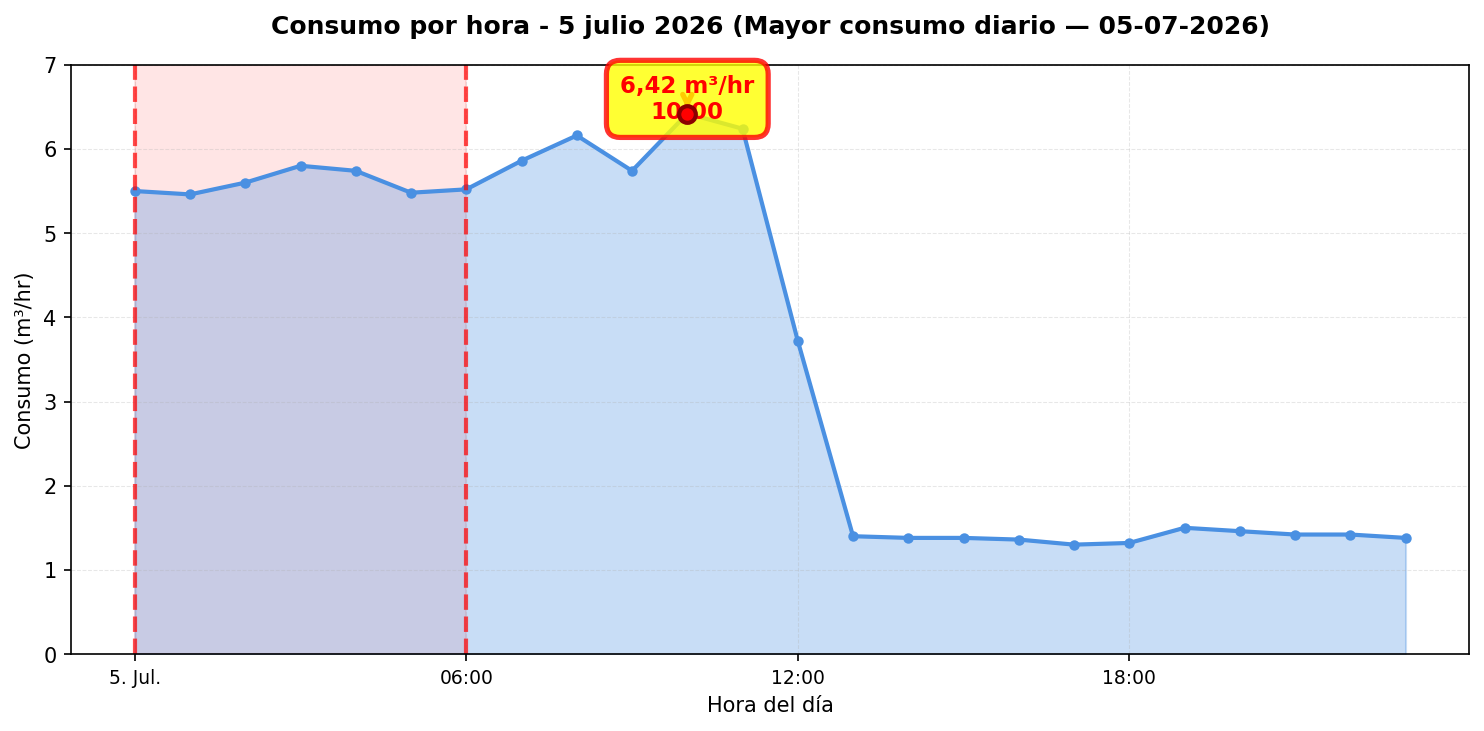 Consumo por hora - 5 julio 2026 (Mayor consumo diario — 05-07-2026)
6,42 m³/hr
10:00
7
6
5
4
3
2
1
0
Consumo (m³/hr)
5. Jul.
06:00
12:00
18:00
Hora del día